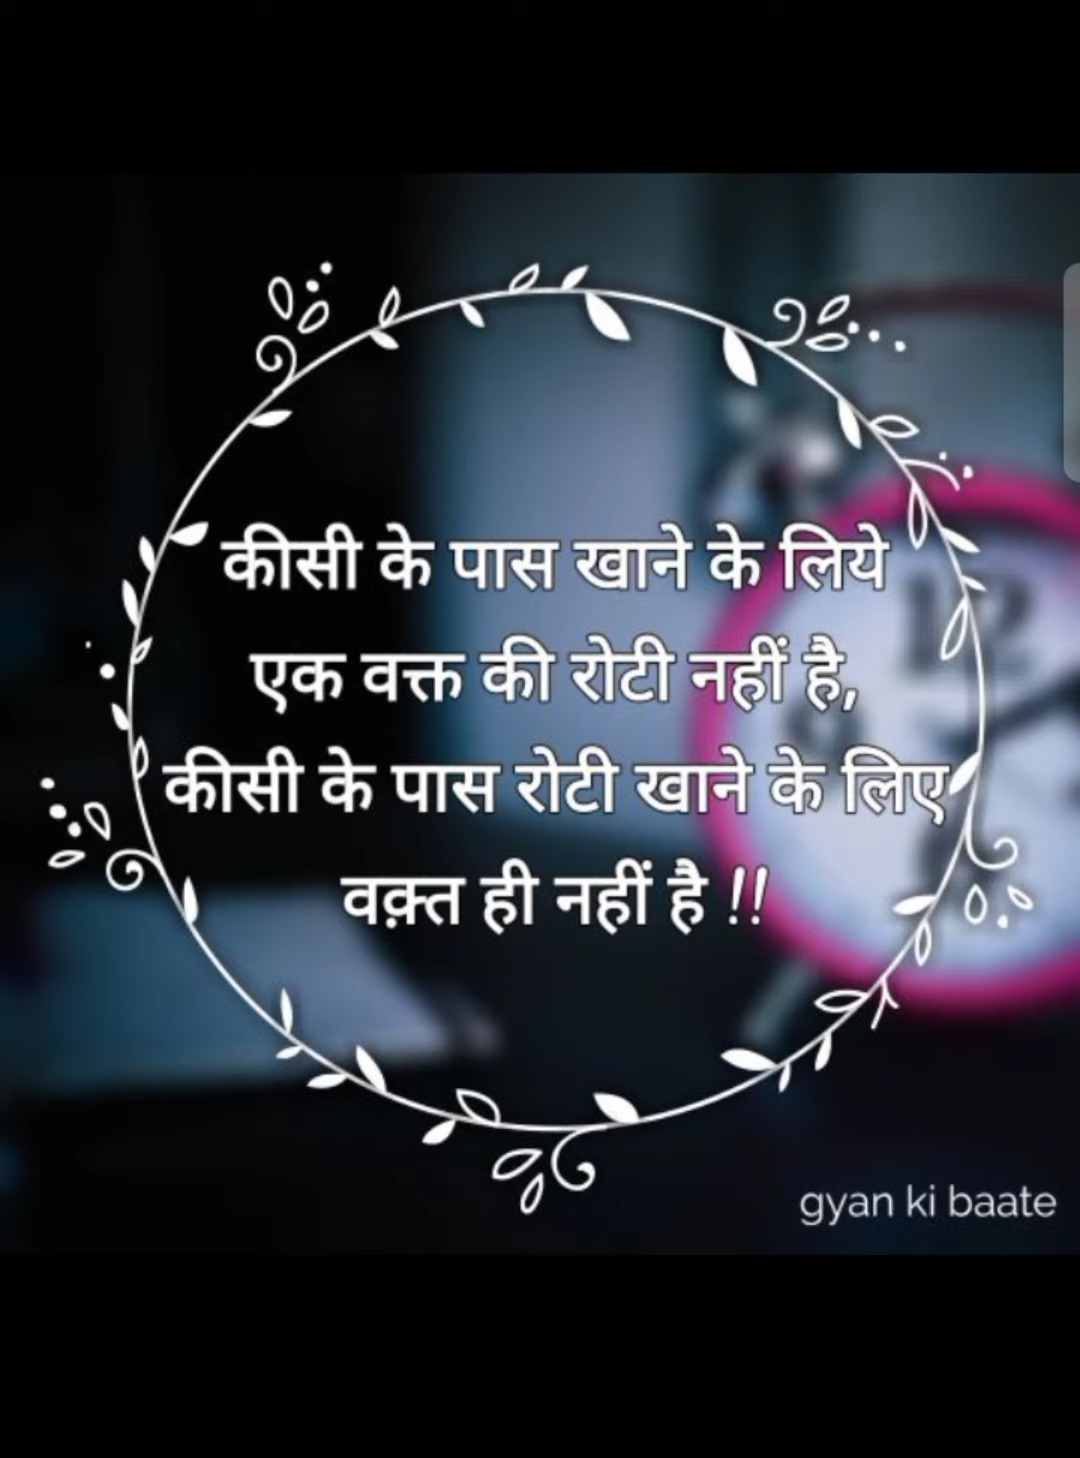 कीसी के पास खाने के लिये
एक वक्त की रोटी नहीं है,
कीसी के पास रोटी खाने के लिए
वक़्त ही नहीं है !!
gyan ki baate